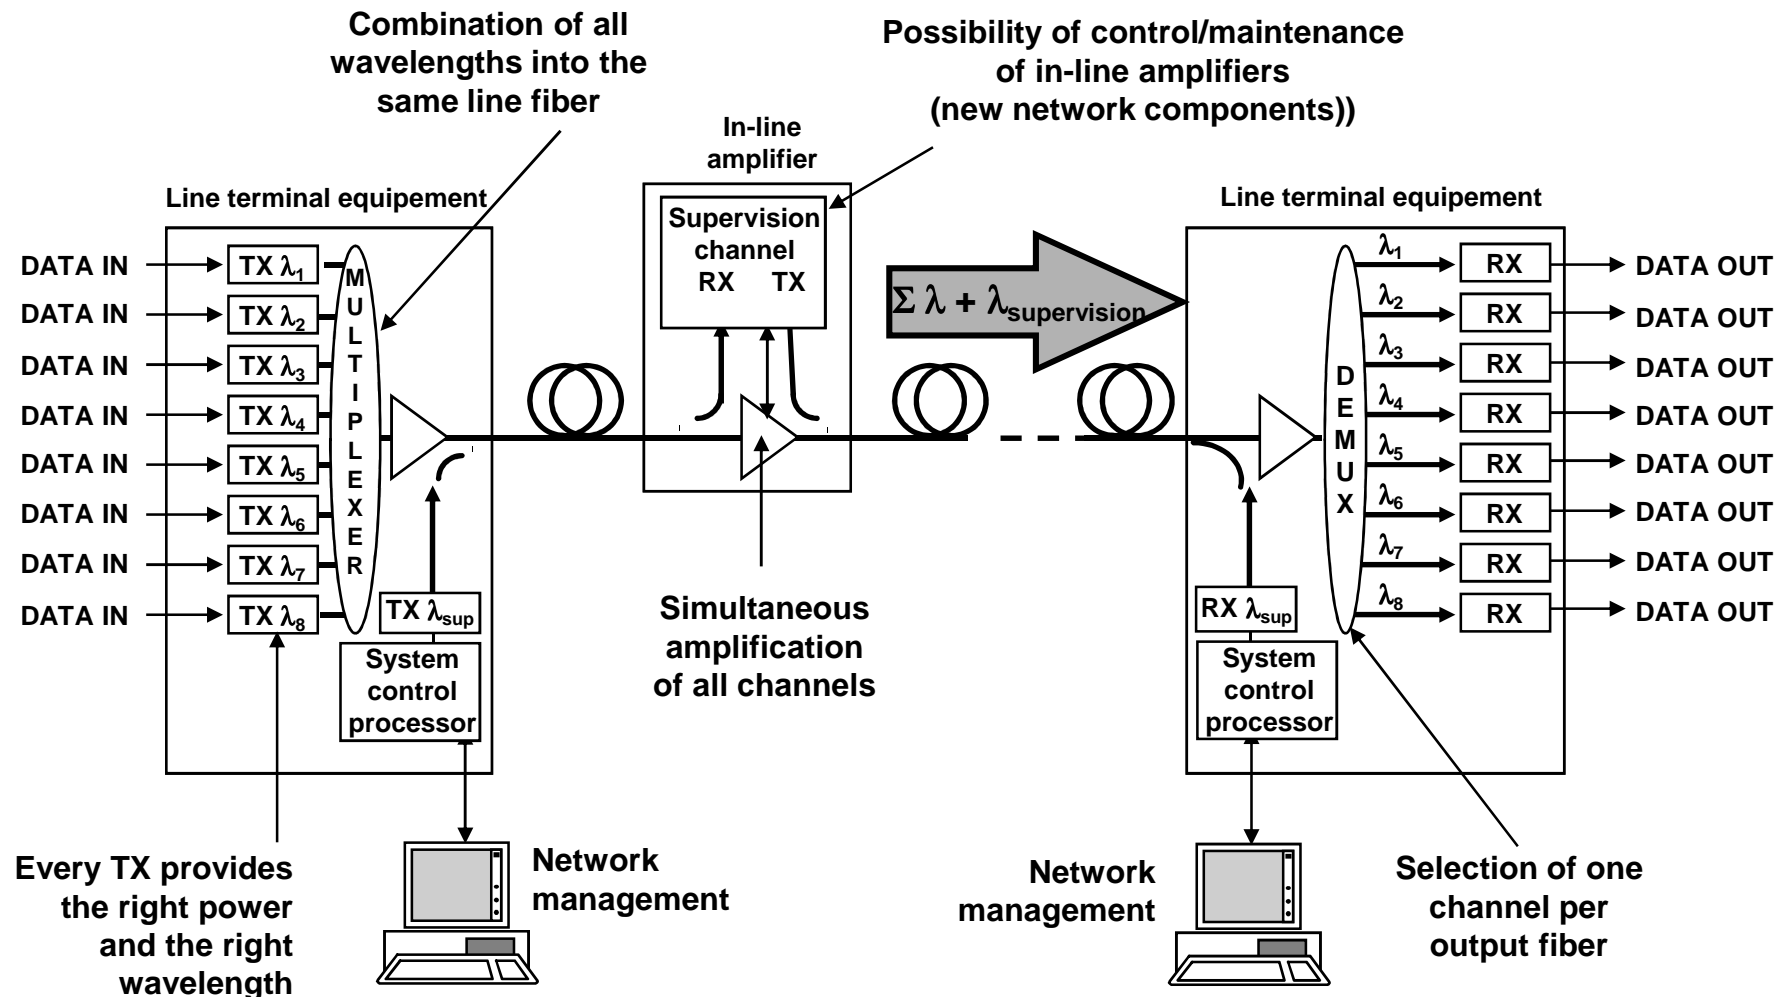 Combination of all
wavelengths into the
same line fiber
Possibility of control/maintenance
of in-line amplifiers
(new network components))
In-line
amplifier
Line terminal equipement
Line terminal equipement
DATA IN
DATA IN
DATA IN
DATA IN
DATA IN
DATA IN
DATA IN
DATA IN
TX λ1
TX λ2
TX λ3
TX λ4
TX λ5
TX λ6
TX λ7
TX λ8
MULTIPLEXER
TX λsup
System
control
processor
Supervision
channel
RX TX
Σ λ + λsupervision
Simultaneous
amplification
of all channels
DEMUX
λ1
λ2
λ3
λ4
λ5
λ6
λ7
λ8
RX
RX
RX
RX
RX
RX
RX
RX
DATA OUT
DATA OUT
DATA OUT
DATA OUT
DATA OUT
DATA OUT
DATA OUT
DATA OUT
RX λsup
System
control
processor
Every TX provides
the right power
and the right
wavelength
Network
management
Network
management
Selection of one
channel per
output fiber